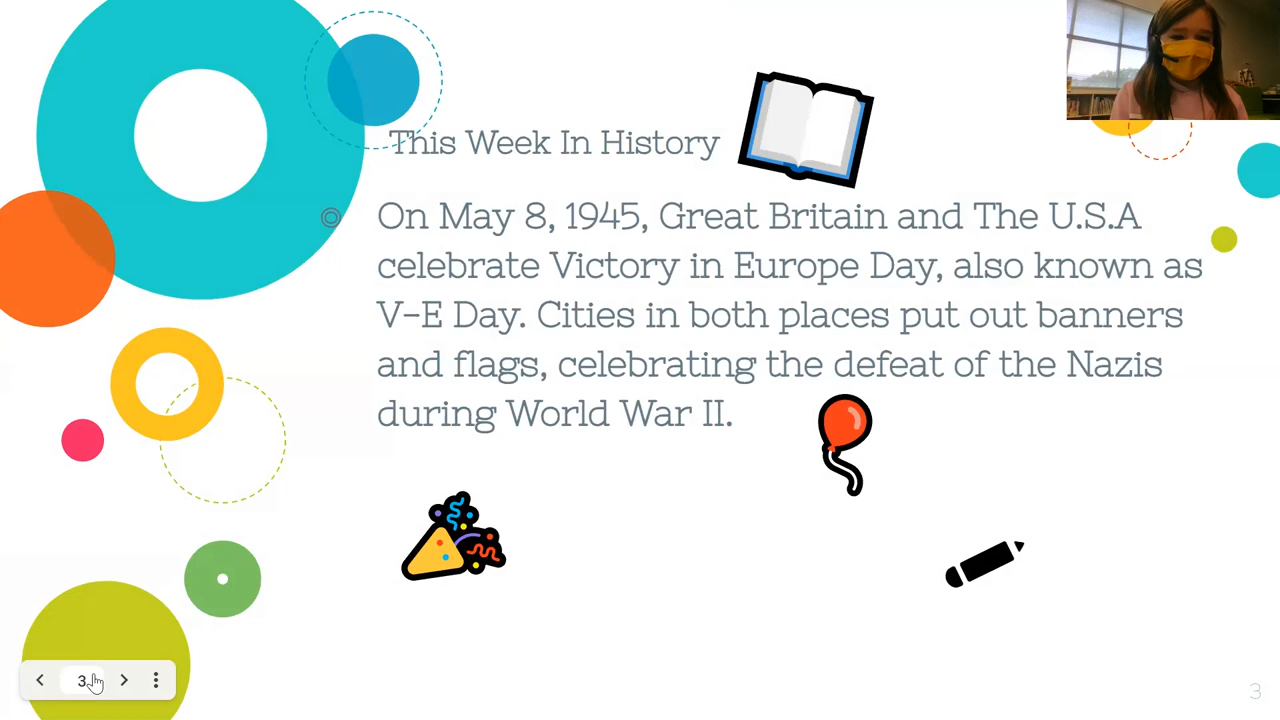 This Week In History
On May 8, 1945, Great Britain and The U.S.A
celebrate Victory in Europe Day, also known as
V-E Day. Cities in both places put out banners
and flags, celebrating the defeat of the Nazis
during World War II.
3
3